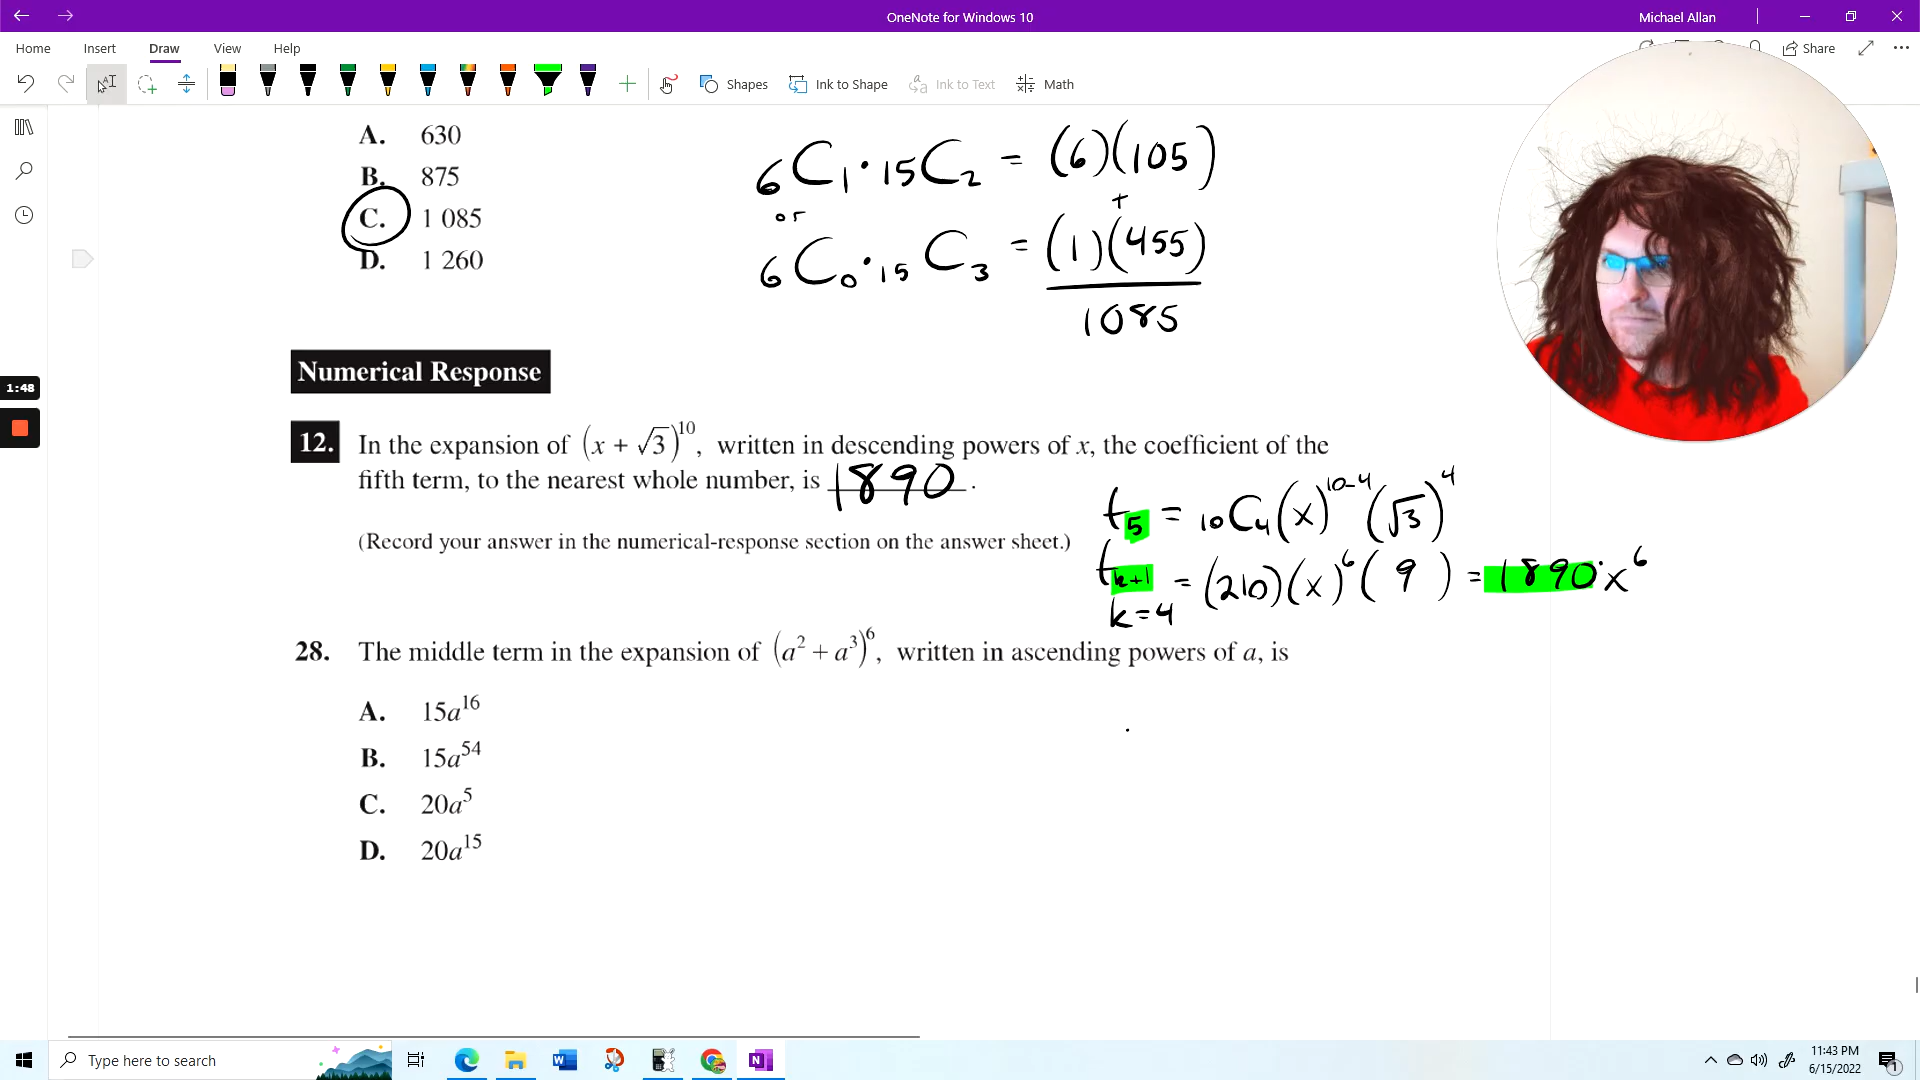 OneNote for Windows 10
Michael Allan
Home Insert Draw View Help
Share
Shapes Ink to Shape Ink to Text Math
A. 630
B. 875
C. 1 085
D. 1 260
₆C₁ · ₁₅C₂ = (6)(105)
or +
₆C₀ · ₁₅C₃ = (1)(455)
1085
Numerical Response
1:48
12. In the expansion of (x + √3)¹⁰, written in descending powers of x, the coefficient of the
fifth term, to the nearest whole number, is 1890.
(Record your answer in the numerical-response section on the answer sheet.)
t₅ = ₁₀C₄(x)¹⁰⁻⁴(√3)⁴
tₖ₊₁ = (210)(x)⁶(9) = 1890·x⁶
k=4
28. The middle term in the expansion of (a² + a³)⁶, written in ascending powers of a, is
A. 15a¹⁶
B. 15a⁵⁴
C. 20a⁵
D. 20a¹⁵
Type here to search
11:43 PM
6/15/2022
1